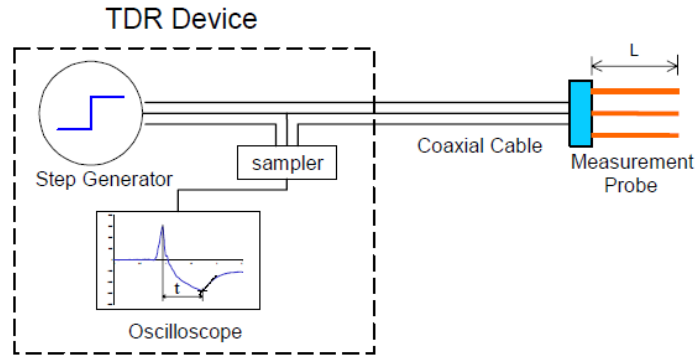 TDR Device
L
Step Generator
sampler
Coaxial Cable
Measurement
Probe
t
Oscilloscope